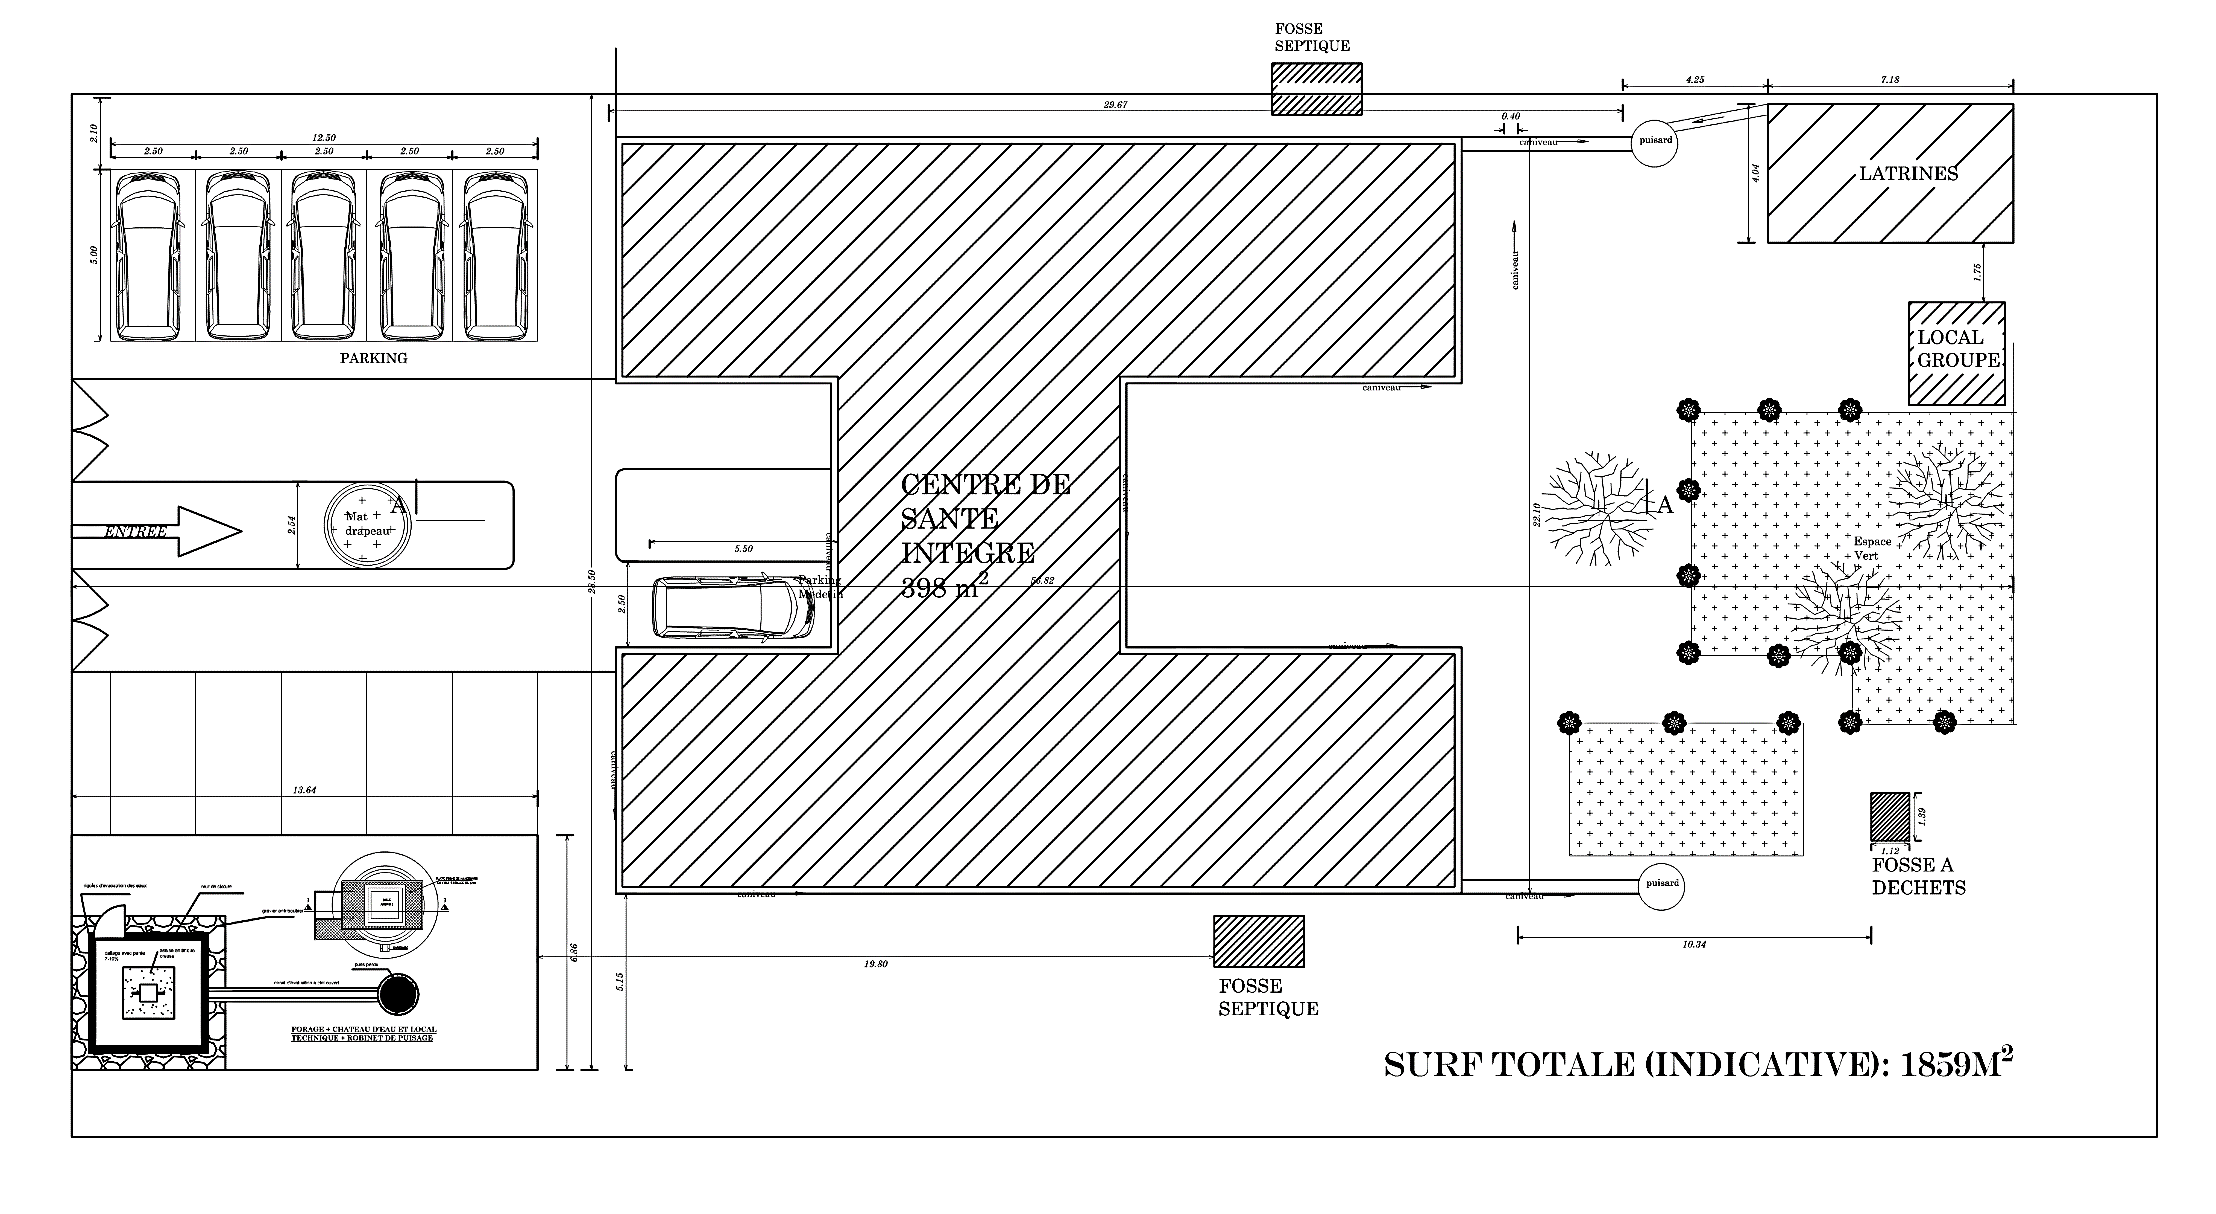 FOSSE
SEPTIQUE
4.25
7.18
29.67
0.40
2.10
12.50
2.50
2.50
2.50
2.50
2.50
caniveau
puisard
LATRINES
4.04
5.00
caniveau
1.75
PARKING
LOCAL
GROUPE
caniveau
CENTRE DE
SANTE
INTEGRE
398 m²
A
Mat
drapeau
ENTREE
2.54
5.50
A
22.10
Espace
Vert
28.50
2.50
Parking
Medecin
56.82
caniveau
13.64
1.39
1.12
FOSSE A
DECHETS
puisard
caniveau
caniveau
6.86
5.15
19.80
10.34
FOSSE
SEPTIQUE
FORAGE + CHATEAU D'EAU ET LOCAL
TECHNIQUE + ROBINET DE PUISAGE
SURF TOTALE (INDICATIVE): 1859M²